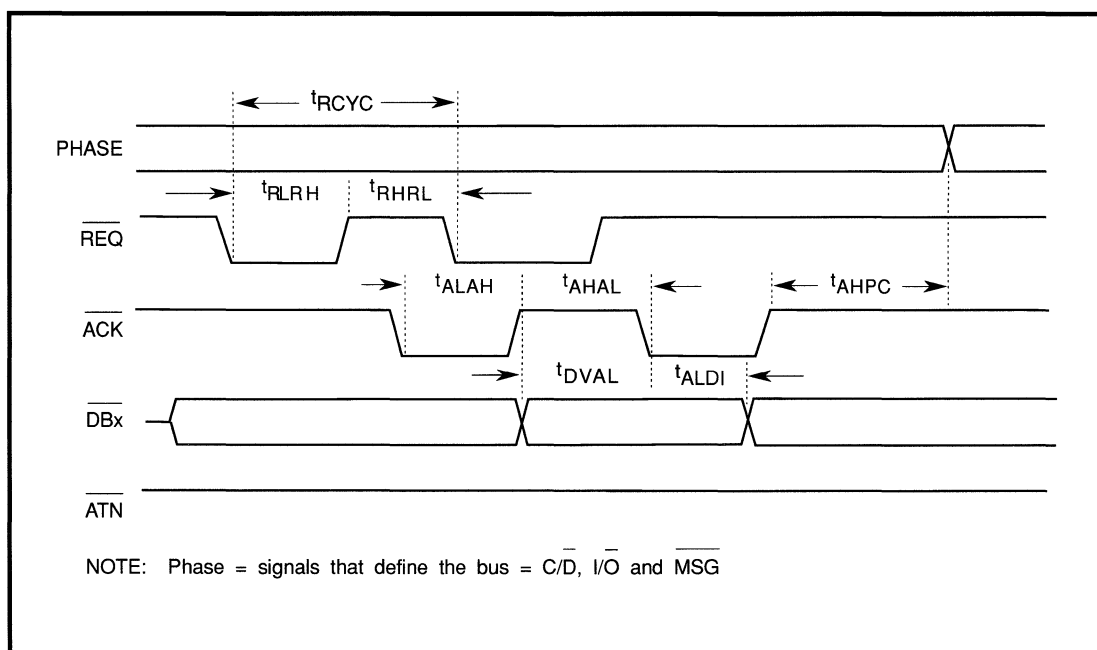 tRCYC
PHASE
tRLRH tRHRL
REQ
tALAH tAHAL tAHPC
ACK
tDVAL tALDI
DBx
ATN
NOTE: Phase = signals that define the bus = C/D̅, I/O̅ and M̅S̅G̅